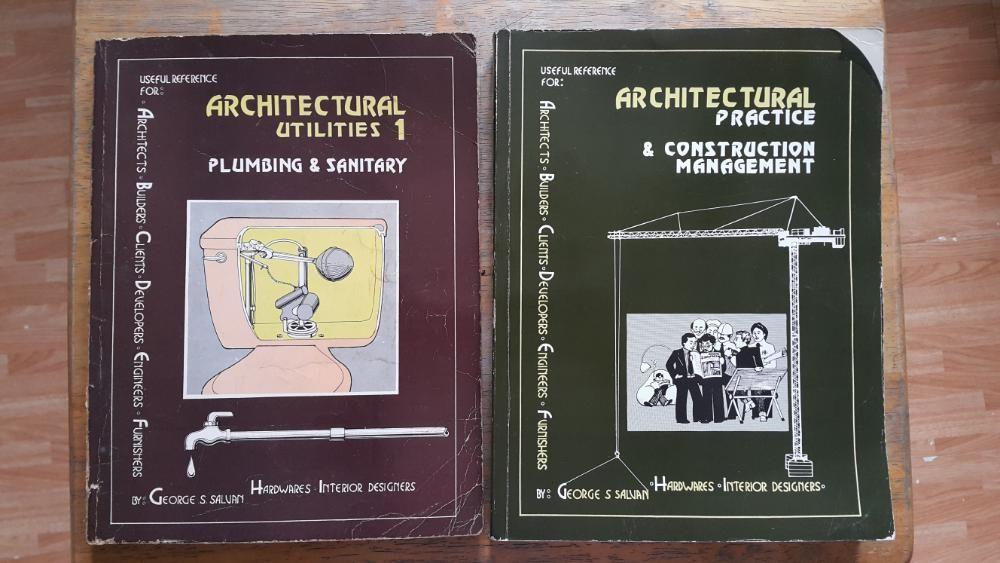 USEFUL REFERENCE
FOR:
ARCHITECTURAL
UTILITIES 1
PLUMBING & SANITARY
ARCHITECTS • BUILDERS • CLIENTS • DEVELOPERS • ENGINEERS • FURNISHERS
HARDWARES • INTERIOR DESIGNERS
BY: GEORGE S. SALVAN
USEFUL REFERENCE
FOR:
ARCHITECTURAL
PRACTICE
& CONSTRUCTION
MANAGEMENT
ARCHITECTS • BUILDERS • CLIENTS • DEVELOPERS • ENGINEERS • FURNISHERS
HARDWARES • INTERIOR DESIGNERS
BY: GEORGE S SALVAN